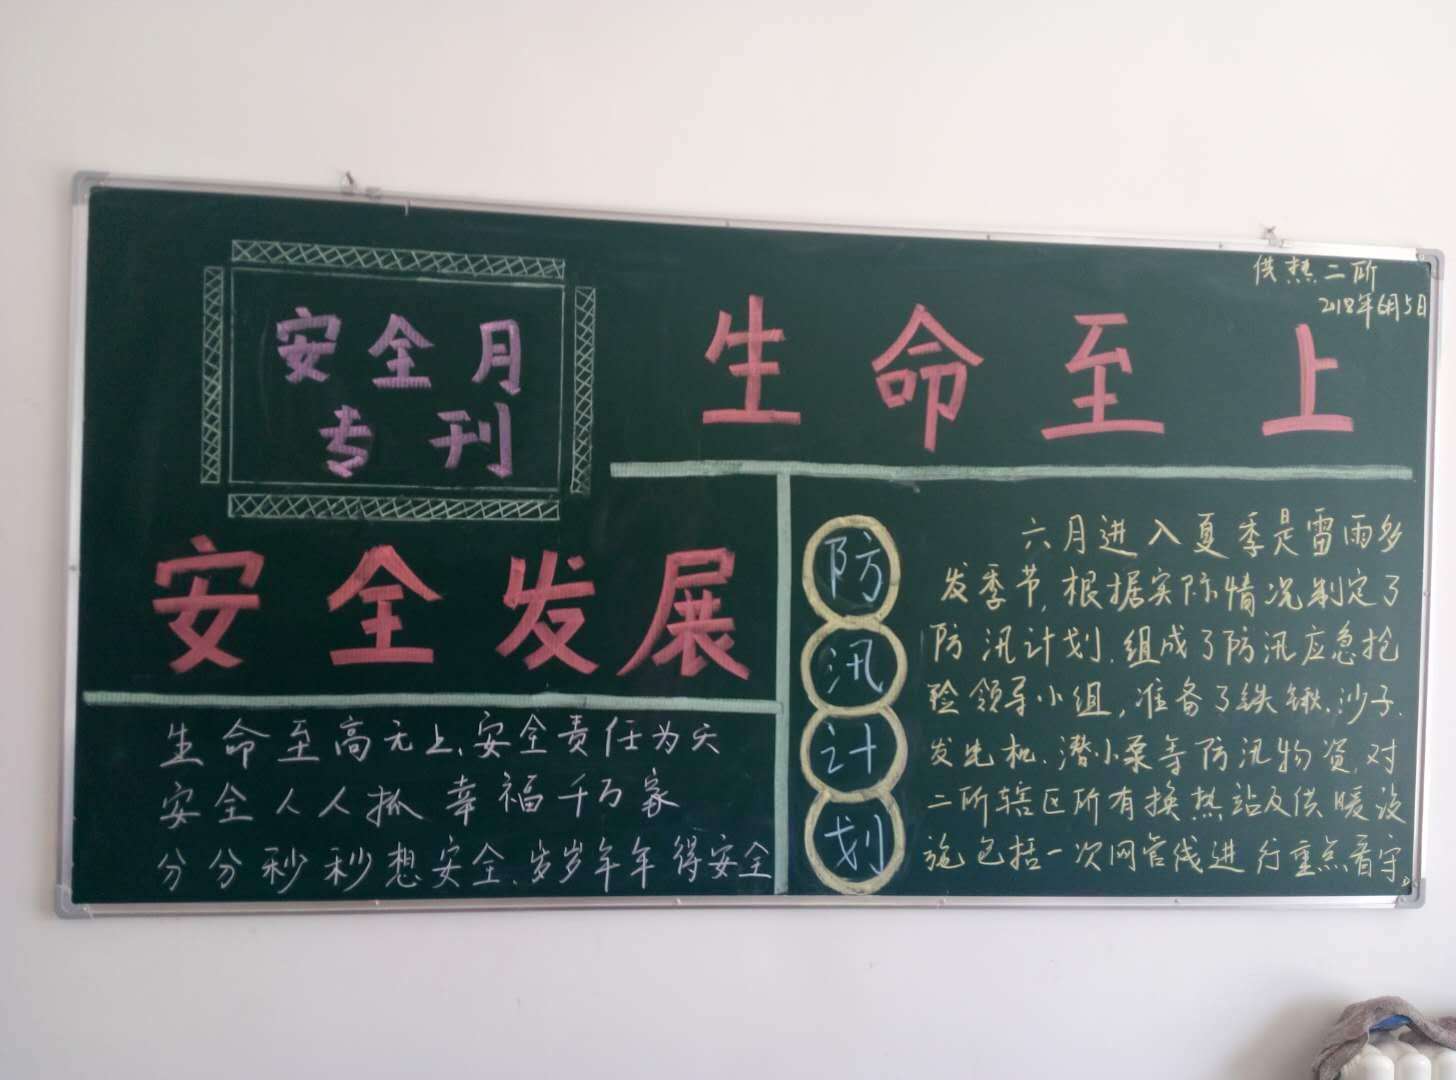 供热二所
2018年6月5日
安全月
专刊
生命至上
安全发展
生命至高无上、安全责任为天
安全人人抓 幸福千万家
分分秒秒想安全、岁岁年年得安全
防汛计划
六月进入夏季是雷雨多
发季节,根据实际情况制定了
防汛计划、组成了防汛应急抢
险领导小组,准备了铁锹、沙子、
发电机、潜小泵等防汛物资,对
二所辖区所有换热站及供暖设
施包括一次网管线进行重点看守。